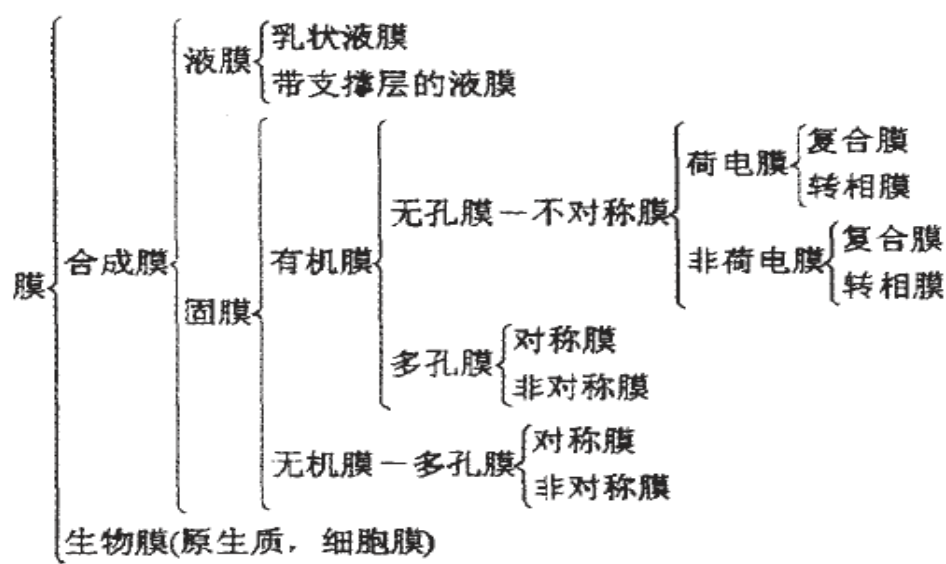 乳状液膜
液膜
带支撑层的液膜
复合膜
荷电膜
转相膜
无孔膜－不对称膜
复合膜
合成膜
有机膜
非荷电膜
膜
转相膜
固膜
对称膜
多孔膜
非对称膜
对称膜
无机膜－多孔膜
非对称膜
生物膜(原生质，细胞膜)